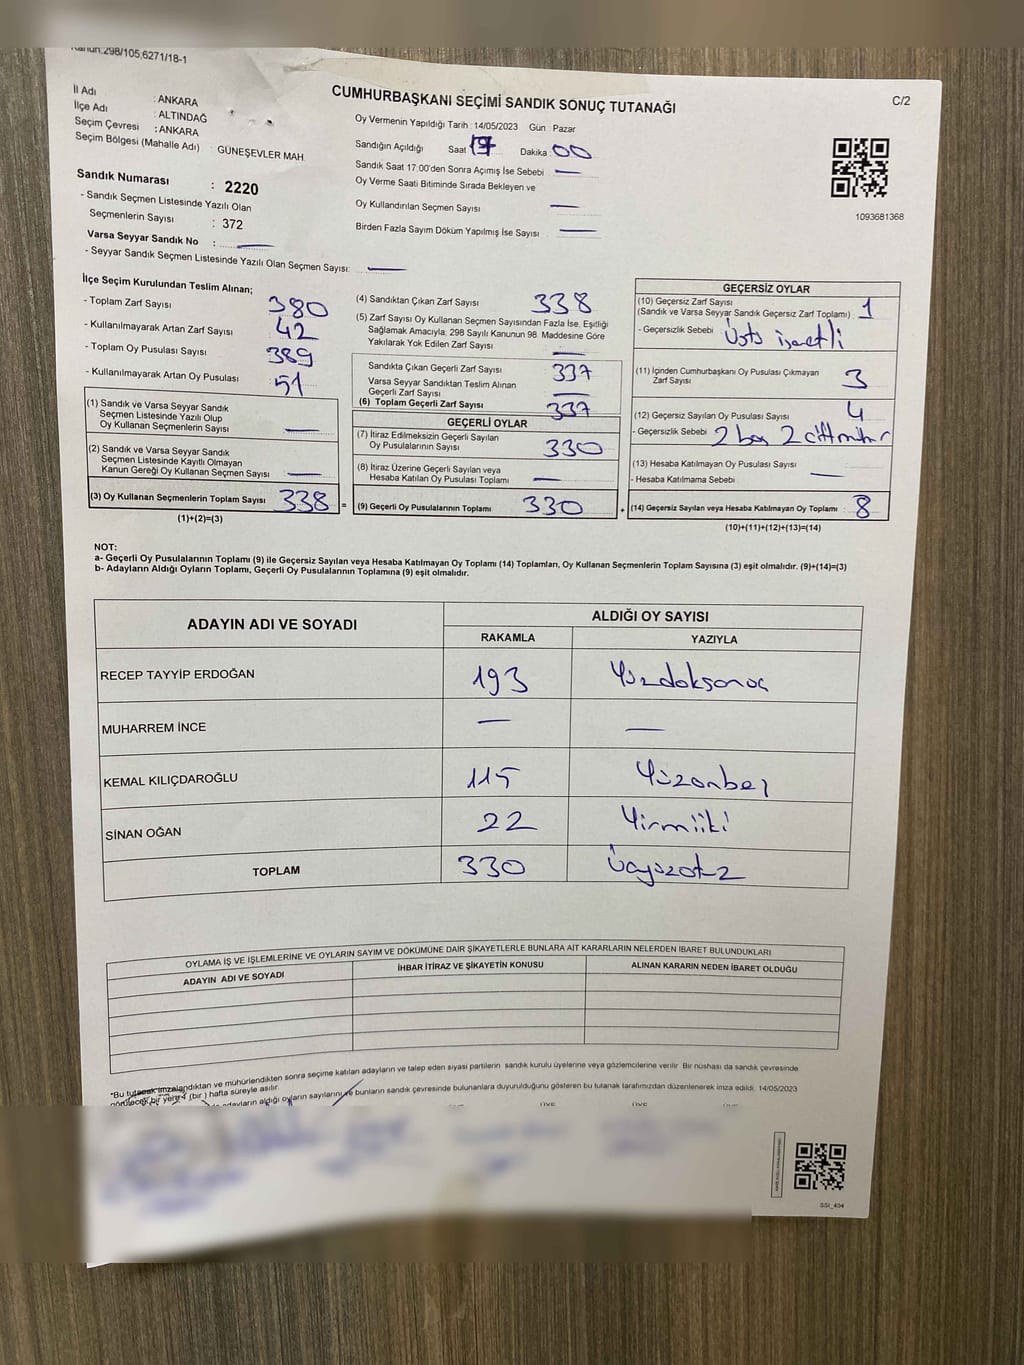 Kanun:298/105,6271/18-1
İl Adı : ANKARA
İlçe Adı : ALTINDAĞ
Seçim Çevresi : ANKARA
Seçim Bölgesi (Mahalle Adı) : GÜNEŞEVLER MAH.
Sandık Numarası : 2220
- Sandık Seçmen Listesinde Yazılı Olan
Seçmenlerin Sayısı : 372
Varsa Seyyar Sandık No : —
- Seyyar Sandık Seçmen Listesinde Yazılı Olan Seçmen Sayısı: —
CUMHURBAŞKANI SEÇİMİ SANDIK SONUÇ TUTANAĞI
C/2
Oy Vermenin Yapıldığı Tarih : 14/05/2023 Gün : Pazar
Sandığın Açıldığı Saat : Dakika : 00
Sandık Saat 17:00'den Sonra Açımış İse Sebebi —
Oy Verme Saati Bitiminde Sırada Bekleyen ve
Oy Kullandırılan Seçmen Sayısı —
Birden Fazla Sayım Döküm Yapılmış İse Sayısı —
1093681368
İlçe Seçim Kurulundan Teslim Alınan;
- Toplam Zarf Sayısı 380
- Kullanılmayarak Artan Zarf Sayısı 42
- Toplam Oy Pusulası Sayısı 389
- Kullanılmayarak Artan Oy Pusulası 51
(1) Sandık ve Varsa Seyyar Sandık
Seçmen Listesinde Yazılı Olup
Oy Kullanan Seçmenlerin Sayısı —
(2) Sandık ve Varsa Seyyar Sandık
Seçmen Listesinde Kayıtlı Olmayan
Kanun Gereği Oy Kullanan Seçmen Sayısı —
(3) Oy Kullanan Seçmenlerin Toplam Sayısı 338 =
(1)+(2)=(3)
(4) Sandıktan Çıkan Zarf Sayısı 338
(5) Zarf Sayısı Oy Kullanan Seçmen Sayısından Fazla İse, Eşitliği
Sağlamak Amacıyla; 298 Sayılı Kanunun 98. Maddesine Göre
Yakılarak Yok Edilen Zarf Sayısı —
Sandıkta Çıkan Geçerli Zarf Sayısı 337
Varsa Seyyar Sandıktan Teslim Alınan
Geçerli Zarf Sayısı —
(6) Toplam Geçerli Zarf Sayısı 337
GEÇERLİ OYLAR
(7) İtiraz Edilmeksizin Geçerli Sayılan
Oy Pusulalarının Sayısı 330
(8) İtiraz Üzerine Geçerli Sayılan veya
Hesaba Katılan Oy Pusulası Toplamı —
(9) Geçerli Oy Pusulalarının Toplamı 330 +
GEÇERSİZ OYLAR
(10) Geçersiz Zarf Sayısı
(Sandık ve Varsa Seyyar Sandık Geçersiz Zarf Toplamı) 1
- Geçersizlik Sebebi Üstü işaretli
(11) İçinden Cumhurbaşkanı Oy Pusulası Çıkmayan
Zarf Sayısı 3
(12) Geçersiz Sayılan Oy Pusulası Sayısı 4
- Geçersizlik Sebebi 2 boş 2 çift mühür
(13) Hesaba Katılmayan Oy Pusulası Sayısı —
- Hesaba Katılmama Sebebi
(14) Geçersiz Sayılan veya Hesaba Katılmayan Oy Toplamı : 8
(10)+(11)+(12)+(13)=(14)
NOT:
a- Geçerli Oy Pusulalarının Toplamı (9) ile Geçersiz Sayılan veya Hesaba Katılmayan Oy Toplamı (14) Toplamları, Oy Kullanan Seçmenlerin Toplam Sayısına (3) eşit olmalıdır. (9)+(14)=(3)
b- Adayların Aldığı Oyların Toplamı, Geçerli Oy Pusulalarının Toplamına (9) eşit olmalıdır.
ADAYIN ADI VE SOYADI ALDIĞI OY SAYISI
RAKAMLA YAZIYLA
RECEP TAYYİP ERDOĞAN 193 Yüzdoksanüç
MUHARREM İNCE — —
KEMAL KILIÇDAROĞLU 115 Yüzonbeş
SİNAN OĞAN 22 Yirmiiki
TOPLAM 330 Üçyüzotuz
OYLAMA İŞ VE İŞLEMLERİNE VE OYLARIN SAYIM VE DÖKÜMÜNE DAİR ŞİKAYETLERLE BUNLARA AİT KARARLARIN NELERDEN İBARET BULUNDUKLARI
ADAYIN ADI VE SOYADI İHBAR İTİRAZ VE ŞİKAYETİN KONUSU ALINAN KARARIN NEDEN İBARET OLDUĞU
*Bu tutanak imzalandıktan ve mühürlendikten sonra seçime katılan adayların ve talep eden siyasi partilerin sandık kurulu üyelerine veya gözlemcilerine verilir. Bir nüshası da sandık çevresinde
görülecek bir yere 1 (bir) hafta süreyle asılır.
adayların aldığı oyların sayılarını ve bunların sandık çevresinde bulunanlara duyurulduğunu gösteren bu tutanak tarafımızdan düzenlenerek imza edildi. 14/05/2023
SSI_404